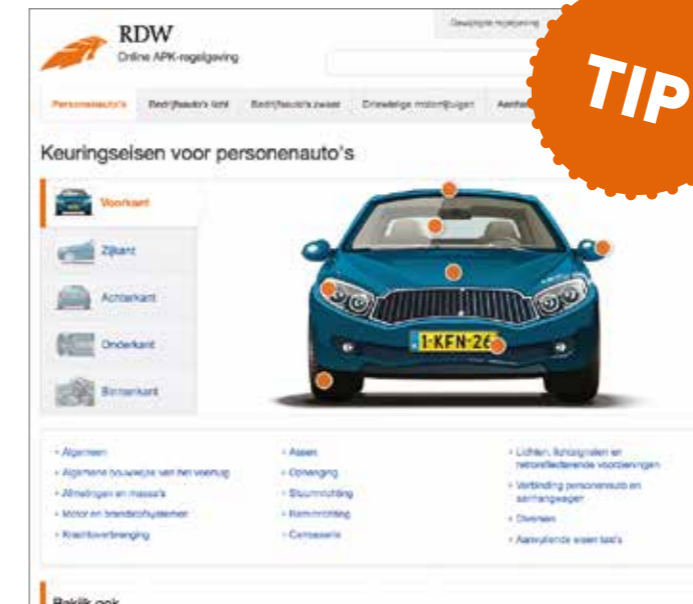 RDW
Online APK-regelgeving
TIP
Personenauto's
Bedrijfsauto's licht
Bedrijfsauto's zwaar
Driewielige motorrijtuigen
Keuringseisen voor personenauto's
Voorkant
Zijkant
Achterkant
Onderkant
Binnenkant
1-KFN-26
› Algemeen
› Algemene bouwwijze van het voertuig
› Afmetingen en massa's
› Motor en brandstofsystemen
› Krachtoverbrenging
› Assen
› Ophanging
› Stuurinrichting
› Reminrichting
› Carrosserie
› Lichten, lichtsignalen en
retroreflecterende voorzieningen
› Verbinding personenauto en
aanhangwagen
› Diversen
› Aanvullende eisen taxi's
Bekijk ook